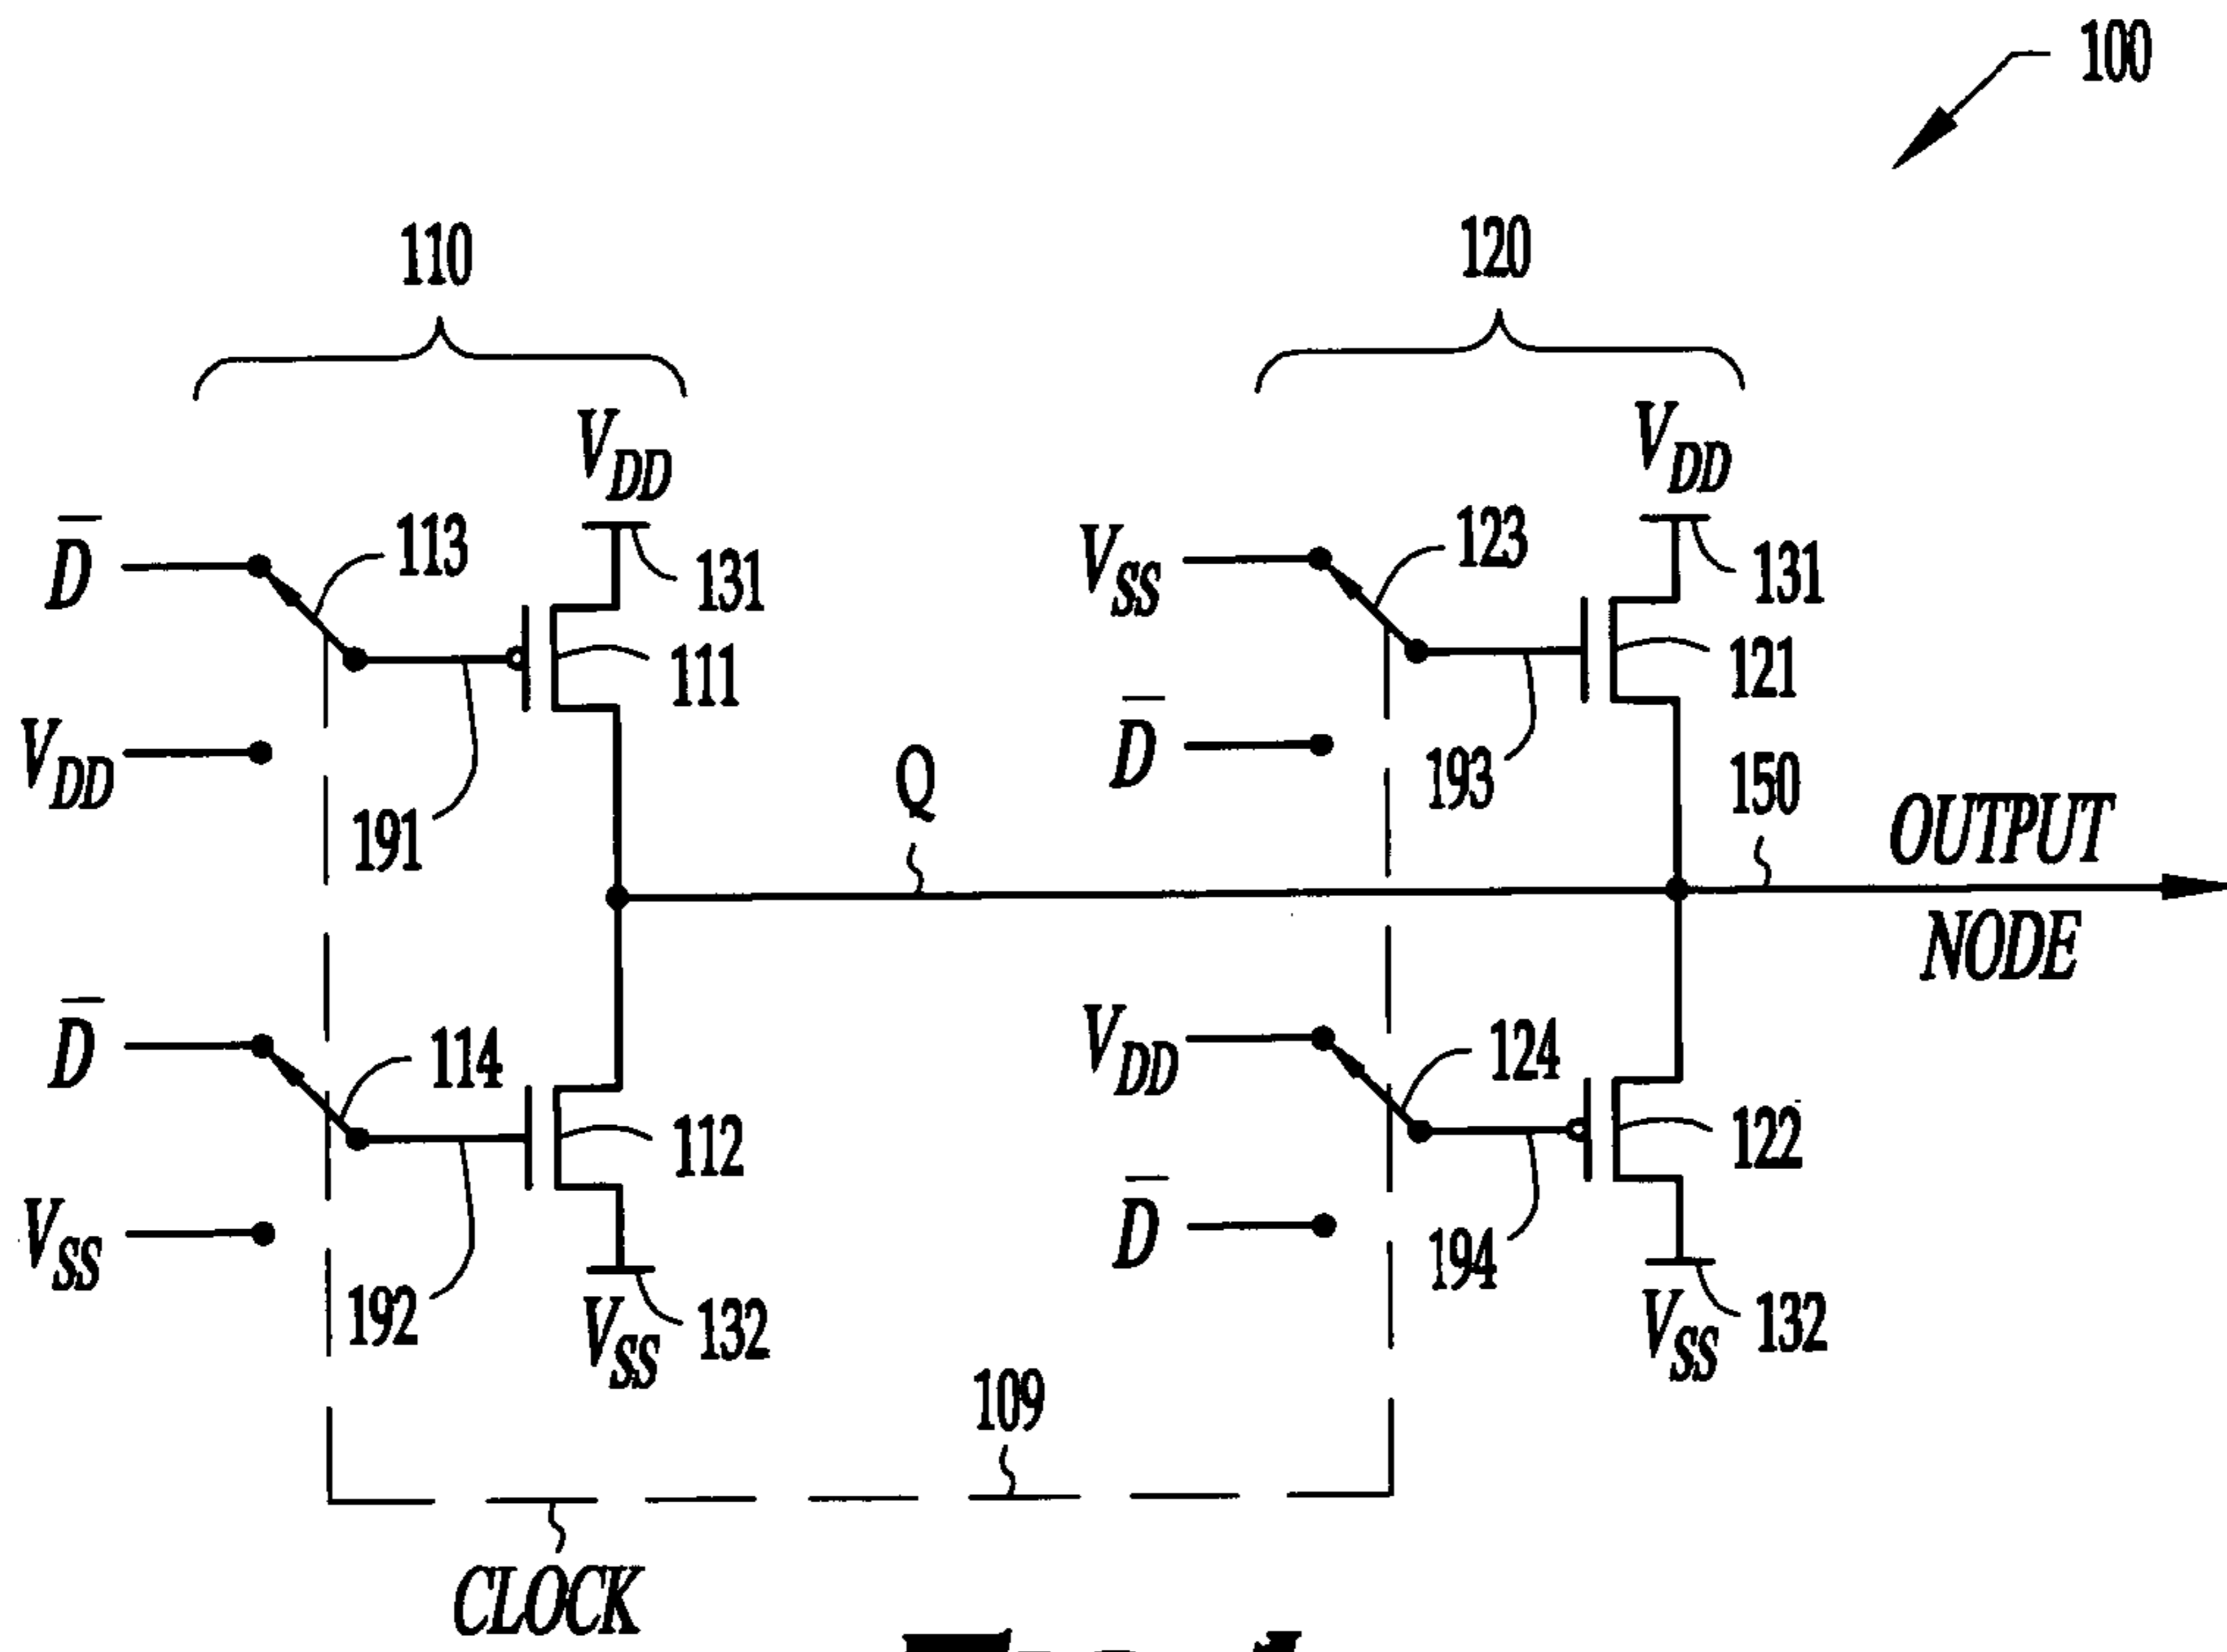 100
110
120
V_DD
V_DD
D̅
113
131
V_SS
123
131
111
121
V_DD
191
Q
D̅
193
150
OUTPUT
NODE
D̅
114
V_DD
124
112
122
V_SS
192
V_SS
132
D̅
194
V_SS
132
109
CLOCK